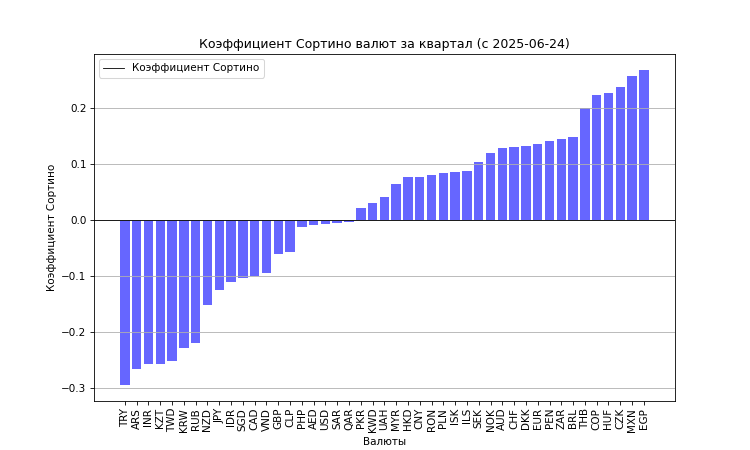 Коэффициент Сортино валют за квартал (с 2025-06-24)
Коэффициент Сортино
Коэффициент Сортино
0.2
0.1
0.0
−0.1
−0.2
−0.3
TRY ARS INR KZT TWD KRW RUB NZD JPY IDR SGD CAD VND GBP CLP PHP AED USD SAR QAR PKR KWD UAH MYR HKD CNY RON PLN ISK ILS SEK NOK AUD CHF DKK EUR PEN ZAR BRL THB COP HUF CZK MXN EGP
Валюты